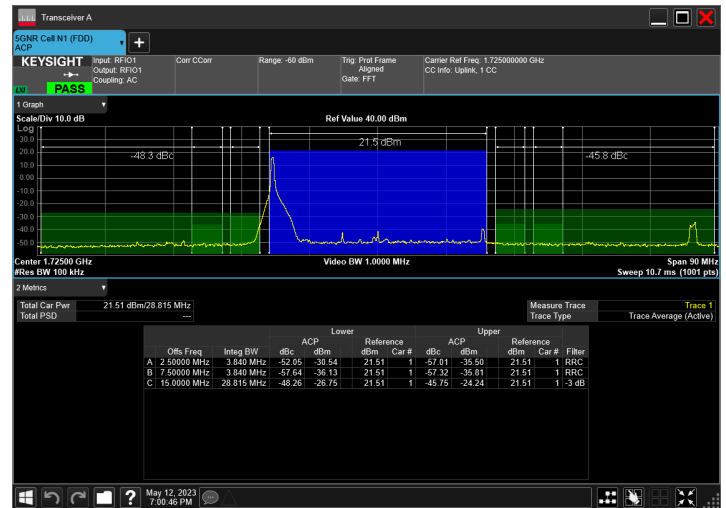 Transceiver A
5GNR Cell N1 (FDD)
ACP
KEYSIGHT
LXI
PASS
Input: RFIO1
Output: RFIO1
Coupling: AC
Corr CCorr
Range: -60 dBm
Trig: Prot Frame
Aligned
Gate: FFT
Carrier Ref Freq: 1.725000000 GHz
CC Info: Uplink, 1 CC
1 Graph
Scale/Div 10.0 dB
Ref Value 40.00 dBm
Log
30.0
20.0
10.0
0.00
-10.0
-20.0
-30.0
-40.0
-50.0
-48.3 dBc
21.5 dBm
-45.8 dBc
Center 1.72500 GHz
#Res BW 100 kHz
Video BW 1.0000 MHz
Span 90 MHz
Sweep 10.7 ms (1001 pts)
2 Metrics
Total Car Pwr 21.51 dBm/28.815 MHz
Total PSD ---
Measure Trace Trace 1
Trace Type Trace Average (Active)
Lower Upper
ACP Reference ACP Reference
Offs Freq Integ BW dBc dBm dBm Car # dBc dBm dBm Car # Filter
A 2.50000 MHz 3.840 MHz -52.05 -30.54 21.51 1 -57.01 -35.50 21.51 1 RRC
B 7.50000 MHz 3.840 MHz -57.64 -36.13 21.51 1 -57.32 -35.81 21.51 1 RRC
C 15.0000 MHz 28.815 MHz -48.26 -26.75 21.51 1 -45.75 -24.24 21.51 1 -3 dB
?
May 12, 2023
7:00:46 PM